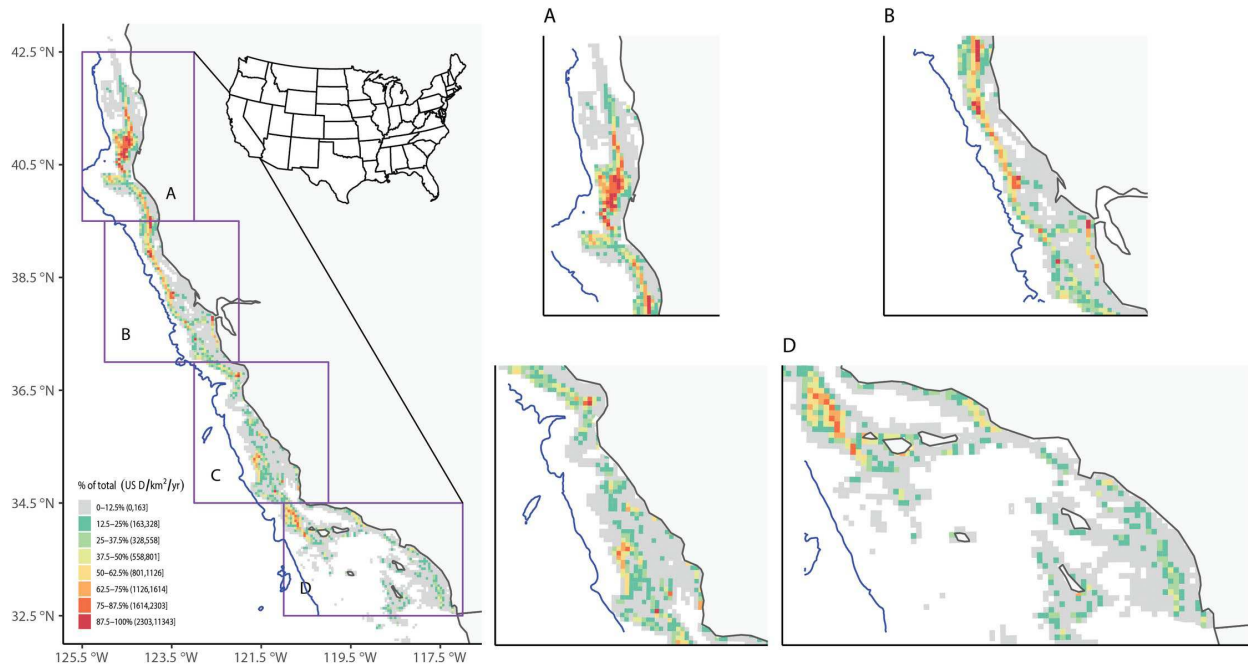 A
B
42.5 °N
40.5 °N
38.5 °N
36.5 °N
34.5 °N
32.5 °N
A
B
C
D
D
% of total (US D/km²/yr)
0–12.5% (0,163]
12.5–25% (163,328]
25–37.5% (328,558]
37.5–50% (558,801]
50–62.5% (801,1126]
62.5–75% (1126,1614]
75–87.5% (1614,2303]
87.5–100% (2303,11343]
125.5 °W
123.5 °W
121.5 °W
119.5 °W
117.5 °W